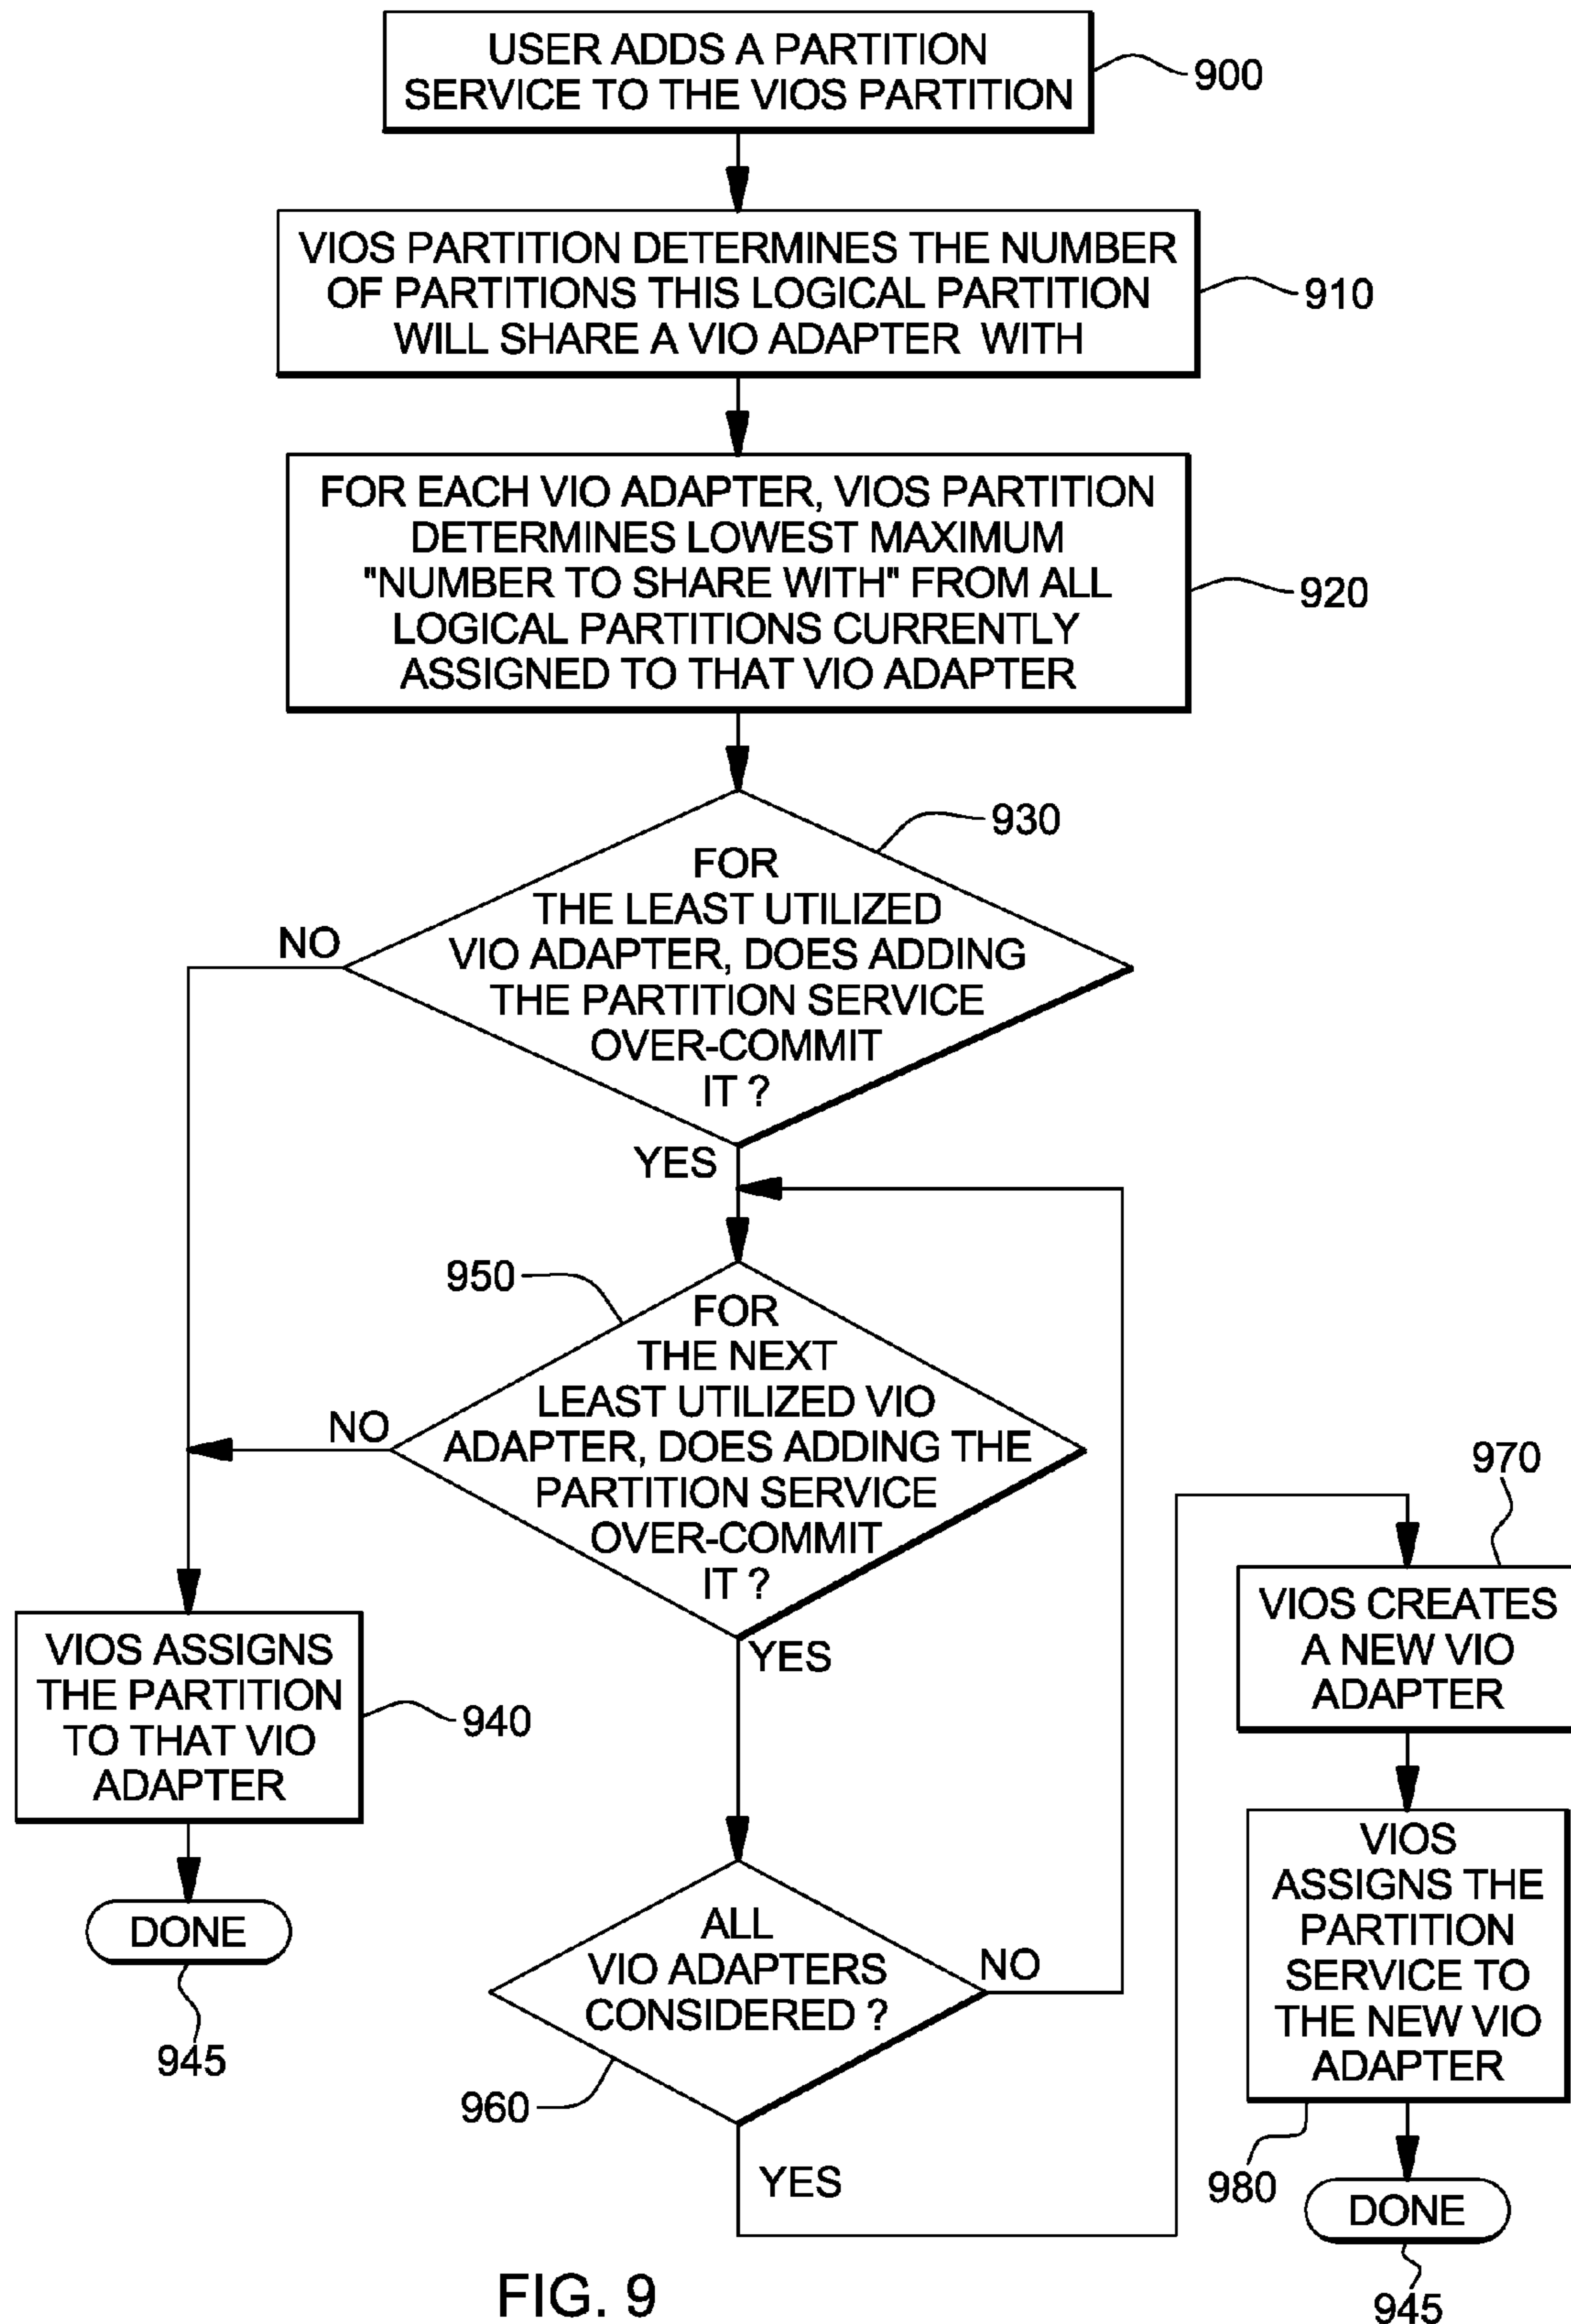 USER ADDS A PARTITION
SERVICE TO THE VIOS PARTITION
900
VIOS PARTITION DETERMINES THE NUMBER
OF PARTITIONS THIS LOGICAL PARTITION
WILL SHARE A VIO ADAPTER WITH
910
FOR EACH VIO ADAPTER, VIOS PARTITION
DETERMINES LOWEST MAXIMUM
"NUMBER TO SHARE WITH" FROM ALL
LOGICAL PARTITIONS CURRENTLY
ASSIGNED TO THAT VIO ADAPTER
920
930
FOR
THE LEAST UTILIZED
VIO ADAPTER, DOES ADDING
THE PARTITION SERVICE
OVER-COMMIT
IT ?
NO
YES
950
FOR
THE NEXT
LEAST UTILIZED VIO
ADAPTER, DOES ADDING THE
PARTITION SERVICE
OVER-COMMIT
IT ?
NO
YES
VIOS ASSIGNS
THE PARTITION
TO THAT VIO
ADAPTER
940
DONE
945
ALL
VIO ADAPTERS
CONSIDERED ?
NO
960
YES
970
VIOS CREATES
A NEW VIO
ADAPTER
VIOS
ASSIGNS THE
PARTITION
SERVICE TO
THE NEW VIO
ADAPTER
980
DONE
945
FIG. 9